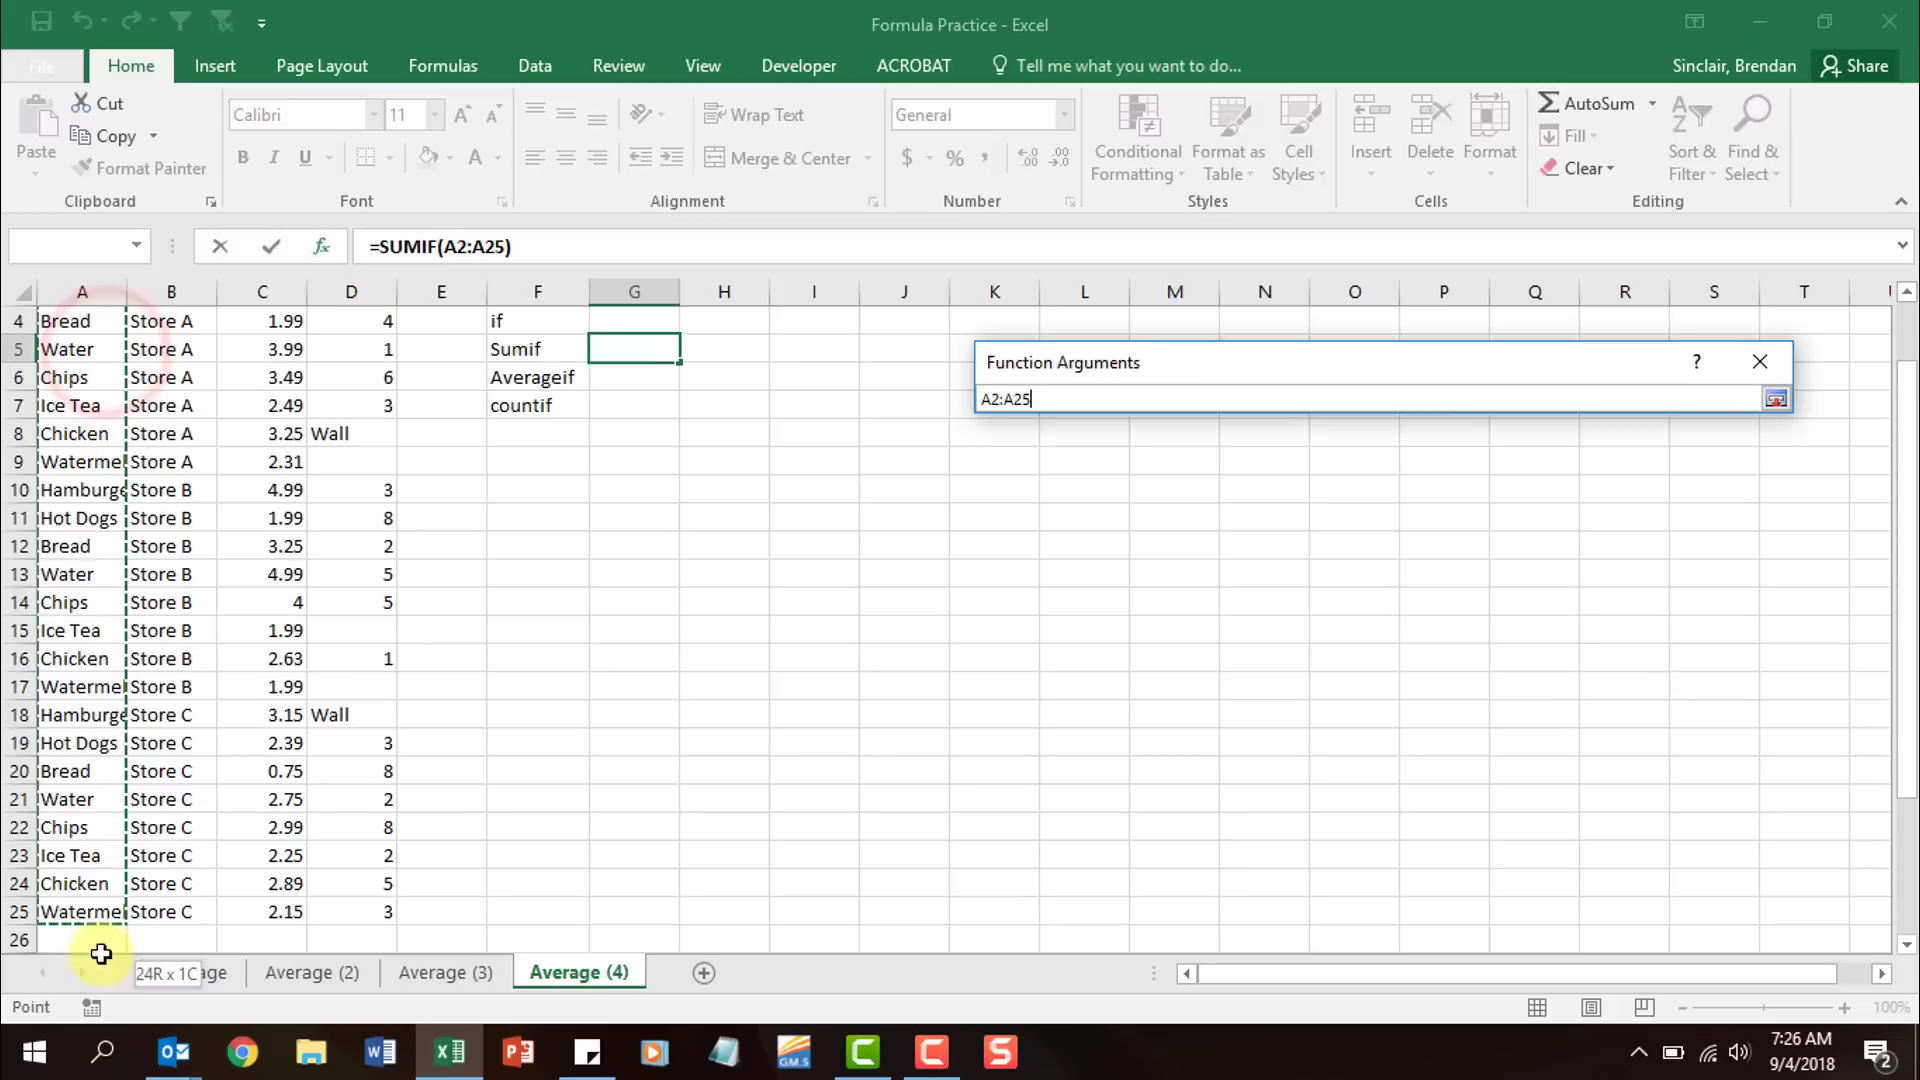 Formula Practice - Excel
File Home Insert Page Layout Formulas Data Review View Developer ACROBAT Tell me what you want to do... Sinclair, Brendan Share
Paste Cut Copy Format Painter Clipboard
Calibri 11 B I U A Font
Wrap Text Merge & Center Alignment
General $ % , Number
Conditional Formatting Format as Table Cell Styles Styles
Insert Delete Format Cells
AutoSum Fill Clear Sort & Filter Find & Select Editing
fx =SUMIF(A2:A25)
A B C D E F G H I J K L M N O P Q R S T
4 Bread Store A 1.99 4 if
5 Water Store A 3.99 1 Sumif
6 Chips Store A 3.49 6 Averageif
7 Ice Tea Store A 2.49 3 countif
8 Chicken Store A 3.25 Wall
9 Waterme Store A 2.31
10 Hamburge Store B 4.99 3
11 Hot Dogs Store B 1.99 8
12 Bread Store B 3.25 2
13 Water Store B 4.99 5
14 Chips Store B 4 5
15 Ice Tea Store B 1.99
16 Chicken Store B 2.63 1
17 Waterme Store B 1.99
18 Hamburge Store C 3.15 Wall
19 Hot Dogs Store C 2.39 3
20 Bread Store C 0.75 8
21 Water Store C 2.75 2
22 Chips Store C 2.99 8
23 Ice Tea Store C 2.25 2
24 Chicken Store C 2.89 5
25 Waterme Store C 2.15 3
26
Function Arguments ?
A2:A25
24R x 1C age Average (2) Average (3) Average (4)
Point 100%
G.M.S
7:26 AM
9/4/2018
2